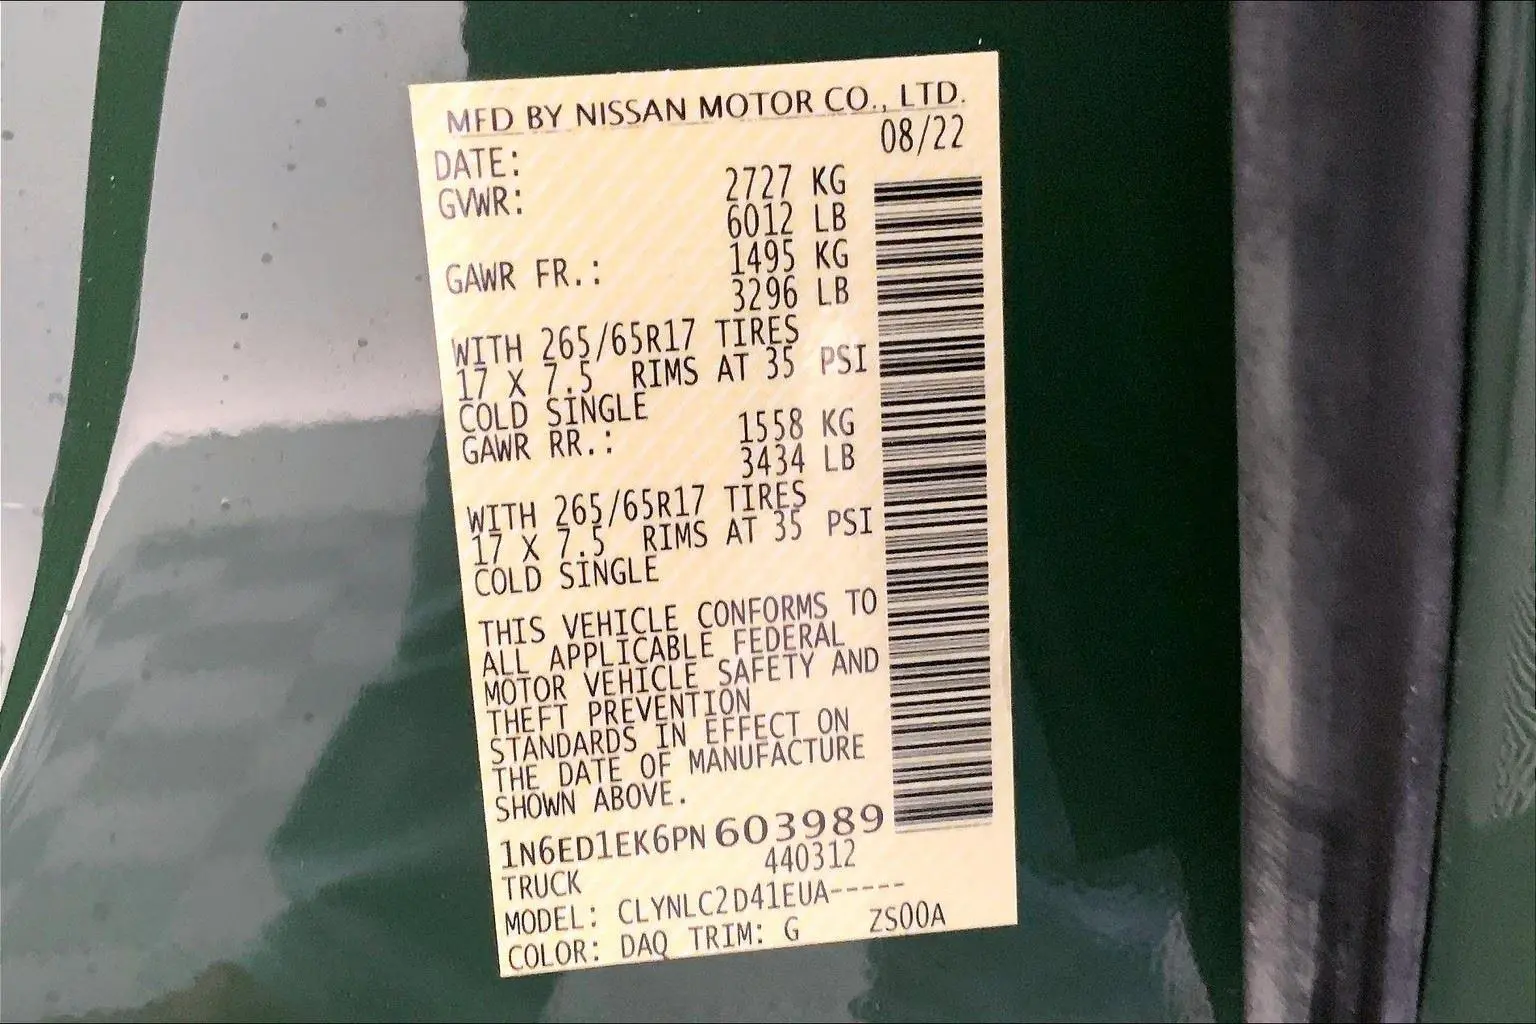 MFD BY NISSAN MOTOR CO., LTD.
DATE: 08/22
GVWR: 2727 KG
6012 LB
GAWR FR.: 1495 KG
3296 LB
WITH 265/65R17 TIRES
17 X 7.5 RIMS AT 35 PSI
COLD SINGLE
GAWR RR.: 1558 KG
3434 LB
WITH 265/65R17 TIRES
17 X 7.5 RIMS AT 35 PSI
COLD SINGLE
THIS VEHICLE CONFORMS TO
ALL APPLICABLE FEDERAL
MOTOR VEHICLE SAFETY AND
THEFT PREVENTION
STANDARDS IN EFFECT ON
THE DATE OF MANUFACTURE
SHOWN ABOVE.
1N6ED1EK6PN603989
TRUCK 440312
MODEL: CLYNLC2D41EUA-----
COLOR: DAQ TRIM: G ZS00A